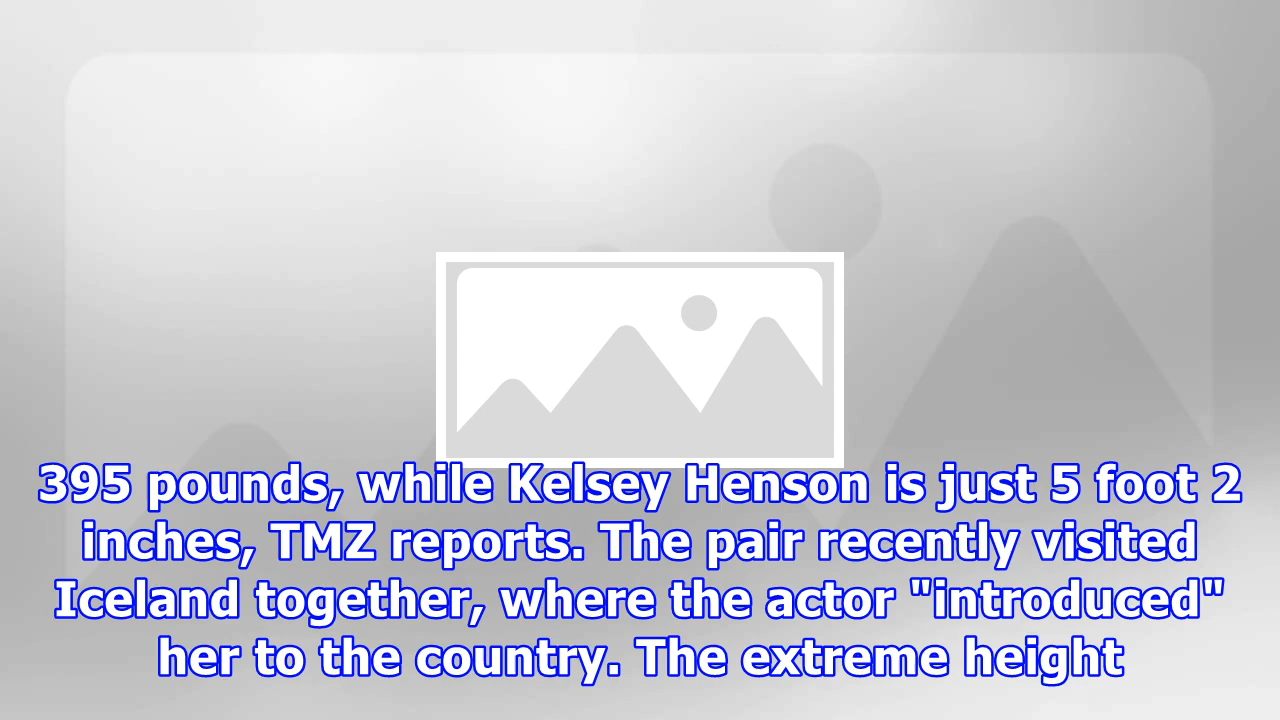 395 pounds, while Kelsey Henson is just 5 foot 2
inches, TMZ reports. The pair recently visited
Iceland together, where the actor "introduced"
her to the country. The extreme height